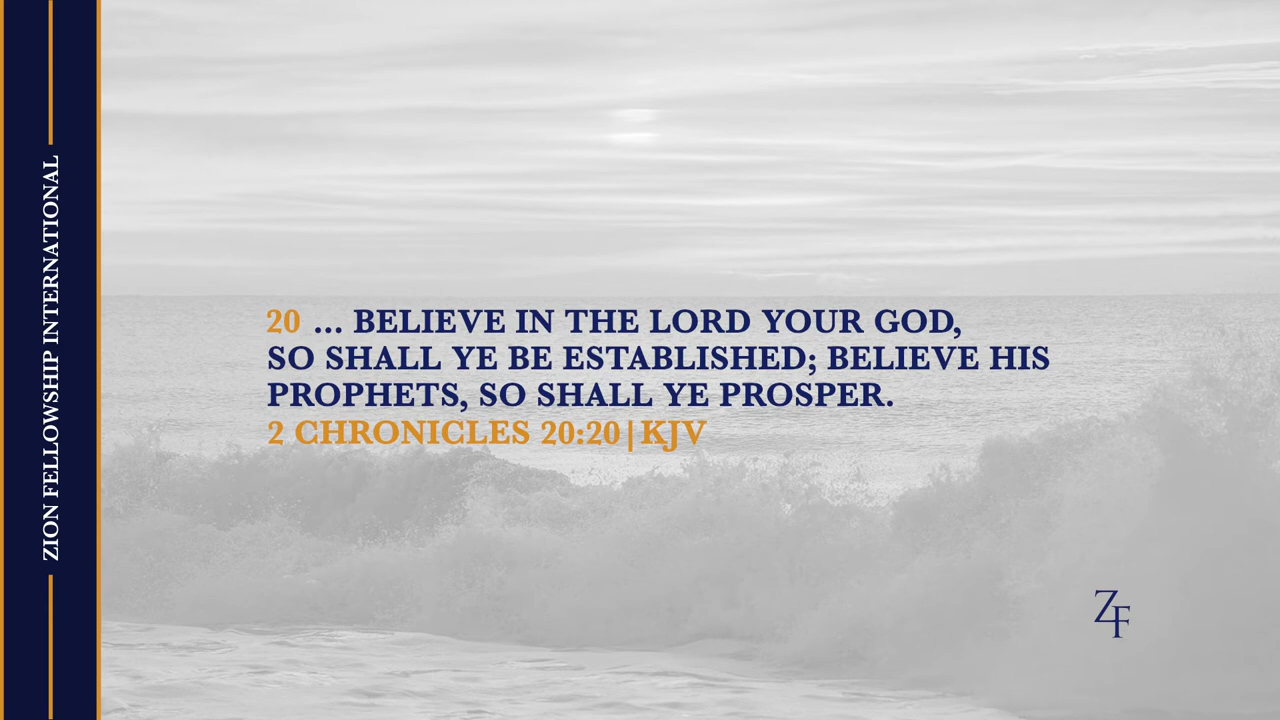 ZION FELLOWSHIP INTERNATIONAL
20 ... BELIEVE IN THE LORD YOUR GOD,
SO SHALL YE BE ESTABLISHED; BELIEVE HIS
PROPHETS, SO SHALL YE PROSPER.
2 CHRONICLES 20:20|KJV
ZF